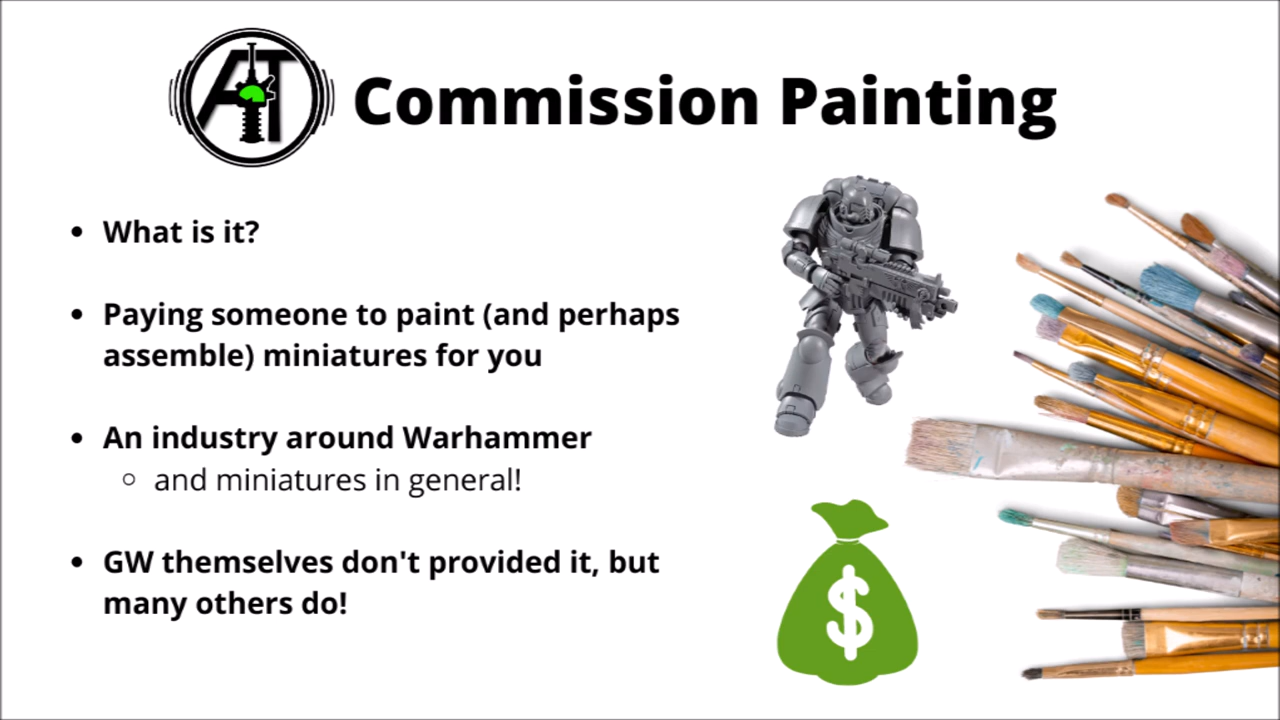 AT
Commission Painting
• What is it?
• Paying someone to paint (and perhaps
assemble) miniatures for you
• An industry around Warhammer
○ and miniatures in general!
• GW themselves don't provided it, but
many others do!
$